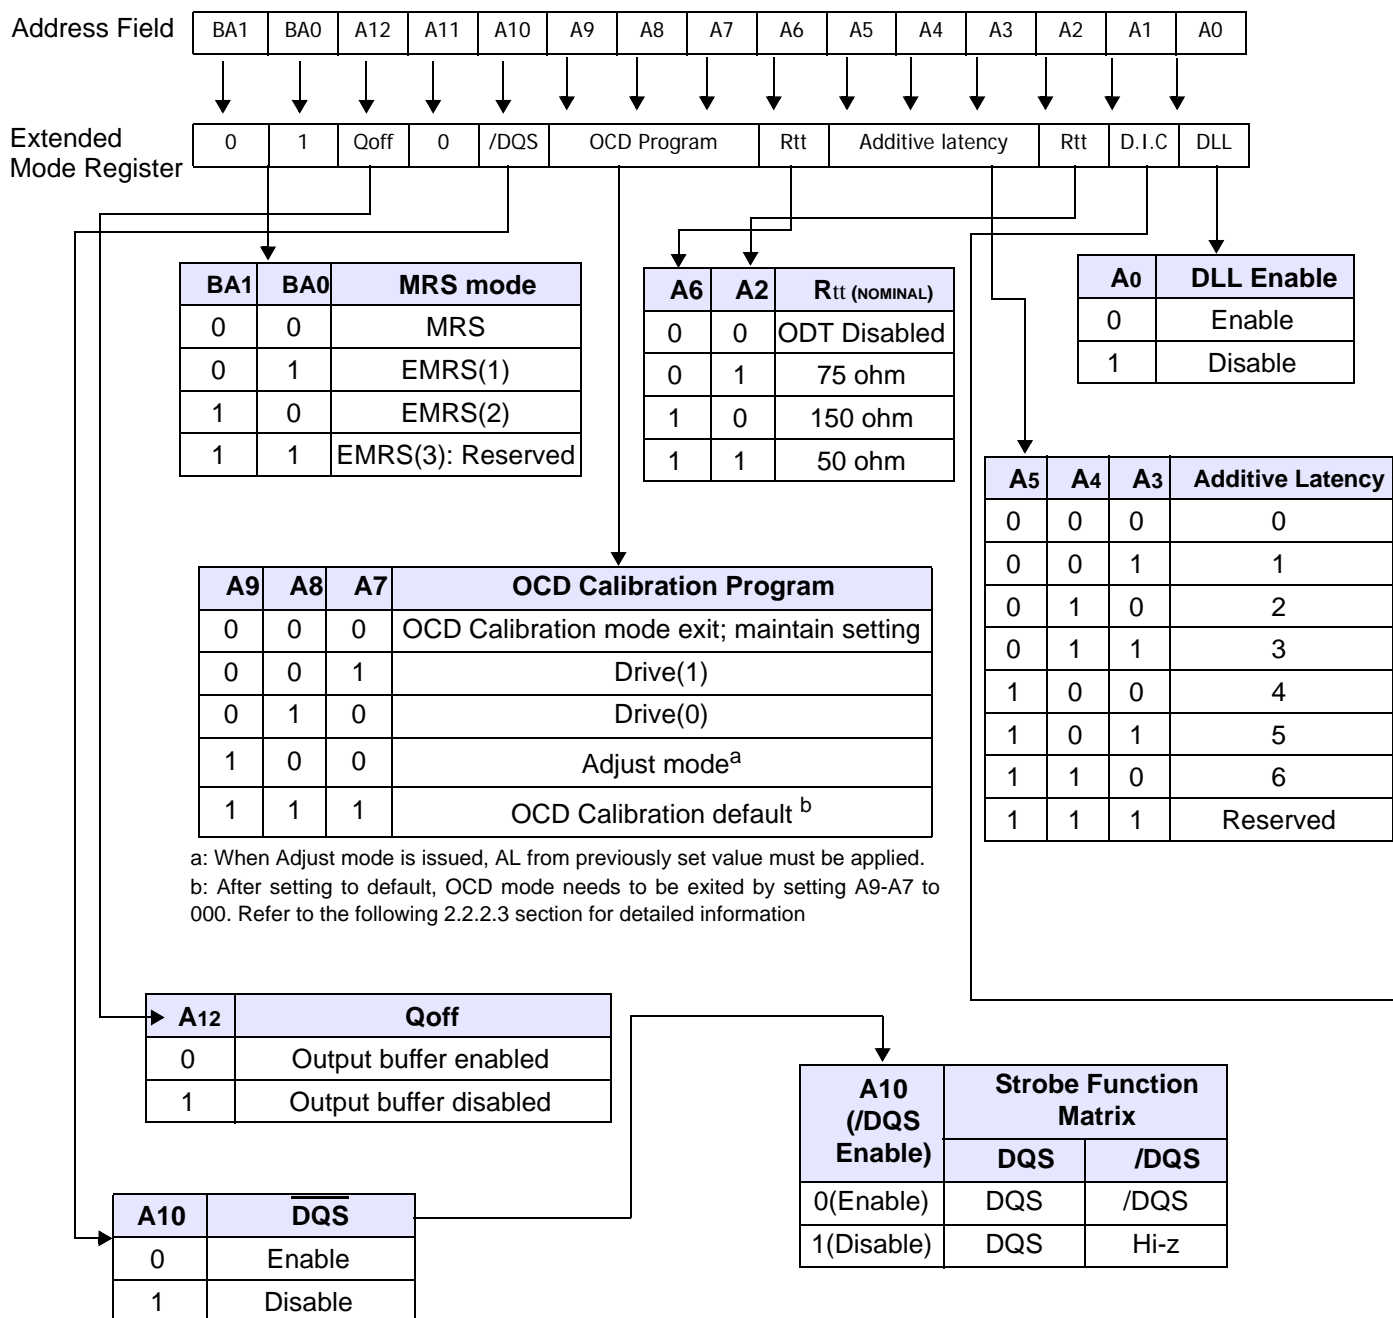 Address Field BA1 BA0 A12 A11 A10 A9 A8 A7 A6 A5 A4 A3 A2 A1 A0
Extended
Mode Register 0 1 Qoff 0 /DQS OCD Program Rtt Additive latency Rtt D.I.C DLL
BA1 BA0 MRS mode
0 0 MRS
0 1 EMRS(1)
1 0 EMRS(2)
1 1 EMRS(3): Reserved
A6 A2 Rtt (NOMINAL)
0 0 ODT Disabled
0 1 75 ohm
1 0 150 ohm
1 1 50 ohm
A0 DLL Enable
0 Enable
1 Disable
A5 A4 A3 Additive Latency
0 0 0 0
0 0 1 1
0 1 0 2
0 1 1 3
1 0 0 4
1 0 1 5
1 1 0 6
1 1 1 Reserved
A9 A8 A7 OCD Calibration Program
0 0 0 OCD Calibration mode exit; maintain setting
0 0 1 Drive(1)
0 1 0 Drive(0)
1 0 0 Adjust mode a
1 1 1 OCD Calibration default b
a: When Adjust mode is issued, AL from previously set value must be applied.
b: After setting to default, OCD mode needs to be exited by setting A9-A7 to
000. Refer to the following 2.2.2.3 section for detailed information
A12 Qoff
0 Output buffer enabled
1 Output buffer disabled
A10 DQS
0 Enable
1 Disable
A10
(/DQS
Enable)
Strobe Function
Matrix
DQS /DQS
0(Enable) DQS /DQS
1(Disable) DQS Hi-z